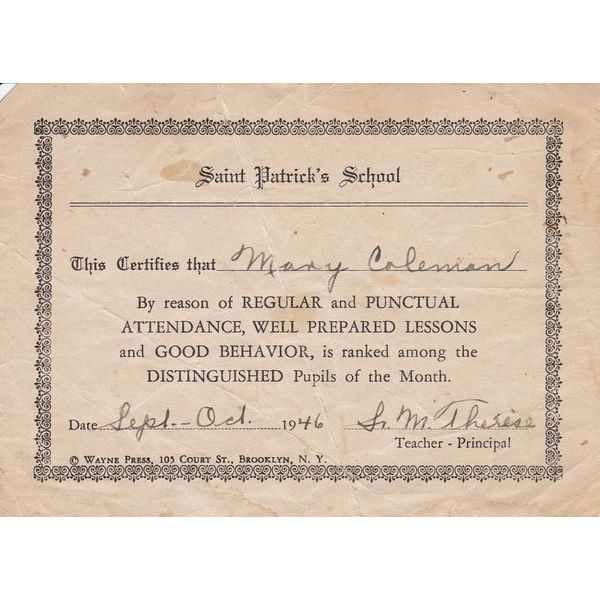 Saint Patrick's School
This Certifies that Mary Coleman
By reason of REGULAR and PUNCTUAL
ATTENDANCE, WELL PREPARED LESSONS
and GOOD BEHAVIOR, is ranked among the
DISTINGUISHED Pupils of the Month.
Date Sept.-Oct. 1946 Sr. M. Therese
Teacher - Principal
© WAYNE PRESS, 105 COURT ST., BROOKLYN, N. Y.